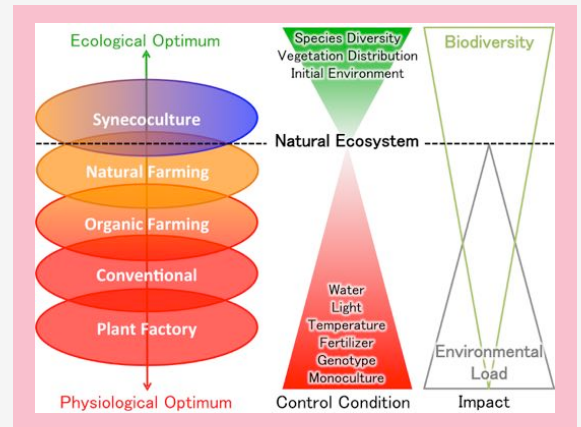 Ecological Optimum
Synecoculture
Natural Farming
Organic Farming
Conventional
Plant Factory
Physiological Optimum
Species Diversity
Vegetation Distribution
Initial Environment
Natural Ecosystem
Water
Light
Temperature
Fertilizer
Genotype
Monoculture
Control Condition
Biodiversity
Environmental
Load
Impact